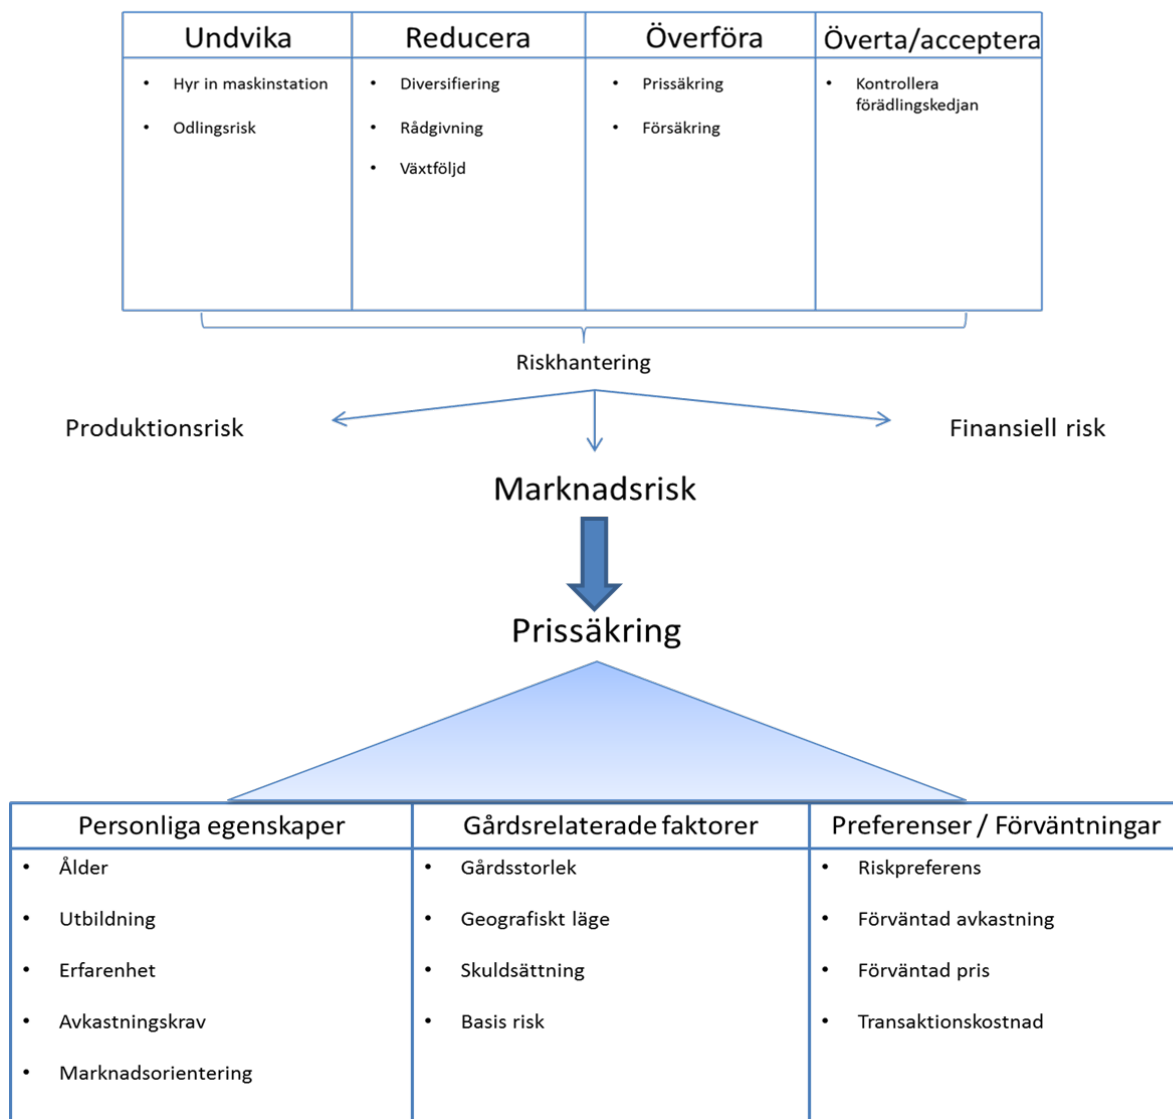 Undvika
Reducera
Överföra
Överta/acceptera
• Hyr in maskinstation
• Odlingsrisk
• Diversifiering
• Rådgivning
• Växtföljd
• Prissäkring
• Försäkring
• Kontrollera
förädlingskedjan
Riskhantering
Produktionsrisk
Finansiell risk
Marknadsrisk
Prissäkring
Personliga egenskaper
Gårdsrelaterade faktorer
Preferenser / Förväntningar
• Ålder
• Utbildning
• Erfarenhet
• Avkastningskrav
• Marknadsorientering
• Gårdsstorlek
• Geografiskt läge
• Skuldsättning
• Basis risk
• Riskpreferens
• Förväntad avkastning
• Förväntad pris
• Transaktionskostnad